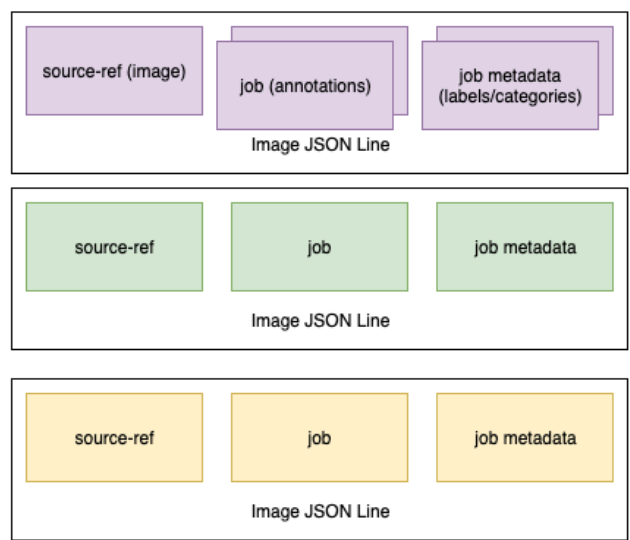 source-ref (image)
job (annotations)
job metadata
(labels/categories)
Image JSON Line
source-ref
job
job metadata
Image JSON Line
source-ref
job
job metadata
Image JSON Line